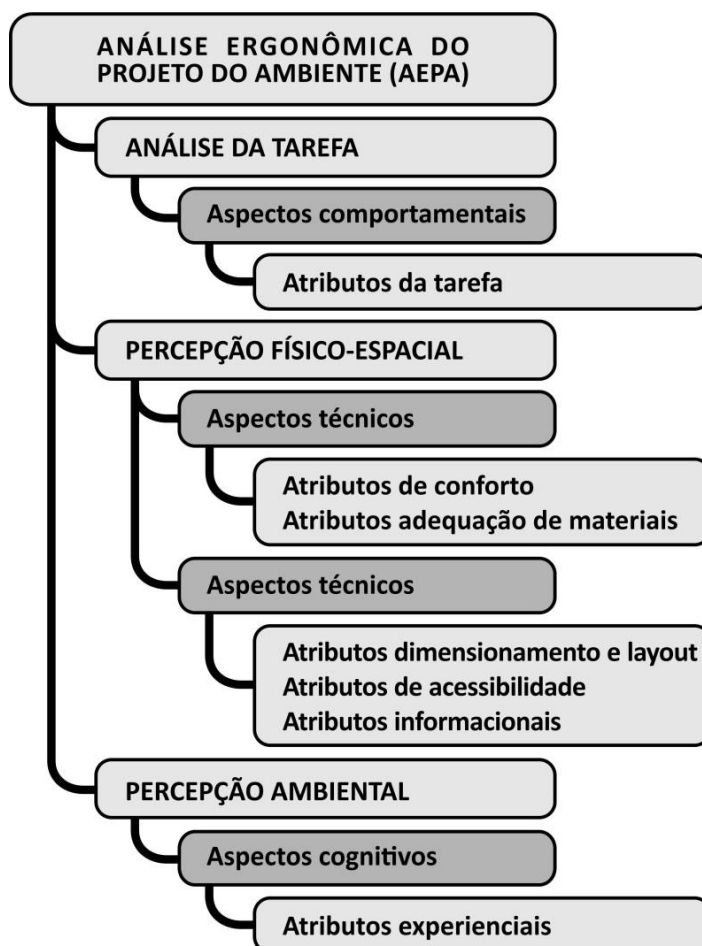 ANÁLISE ERGONÔMICA DO
PROJETO DO AMBIENTE (AEPA)
ANÁLISE DA TAREFA
Aspectos comportamentais
Atributos da tarefa
PERCEPÇÃO FÍSICO-ESPACIAL
Aspectos técnicos
Atributos de conforto
Atributos adequação de materiais
Aspectos técnicos
Atributos dimensionamento e layout
Atributos de acessibilidade
Atributos informacionais
PERCEPÇÃO AMBIENTAL
Aspectos cognitivos
Atributos experienciais